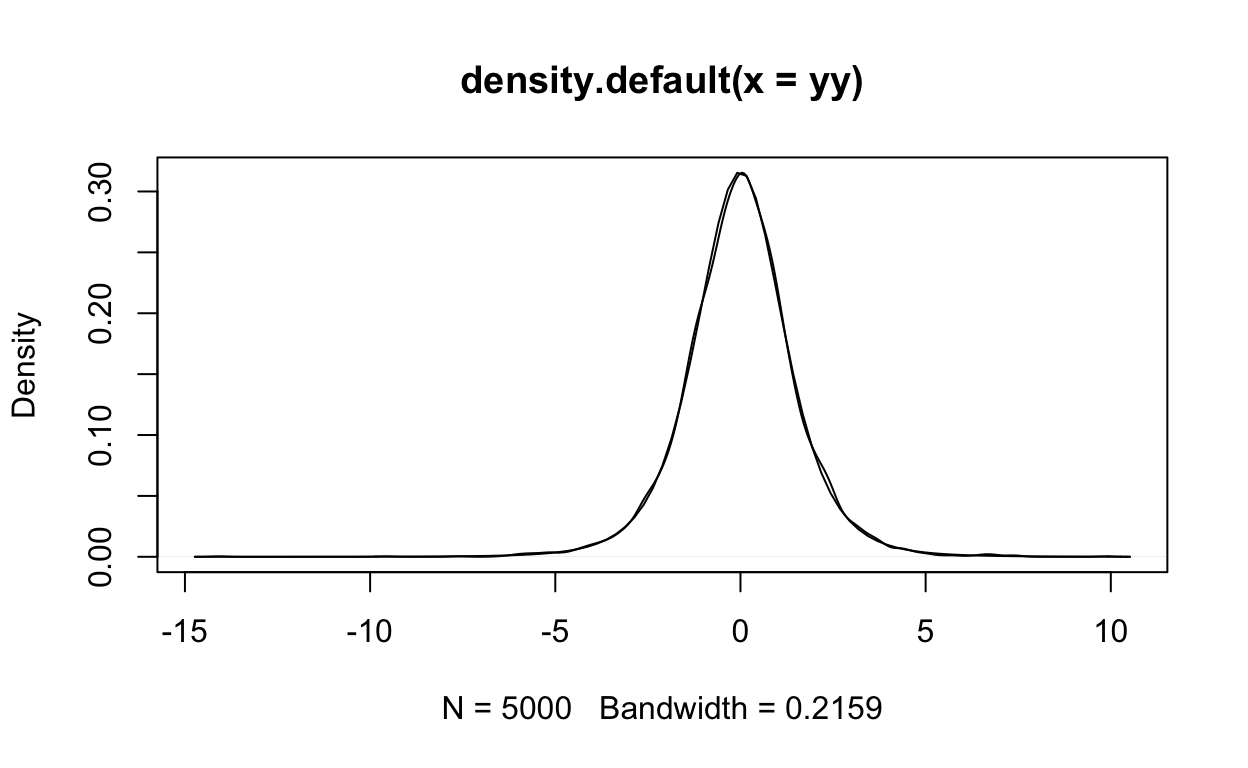 density.default(x = yy)
Density
0.30
0.20
0.10
0.00
-15 -10 -5 0 5 10
N = 5000 Bandwidth = 0.2159